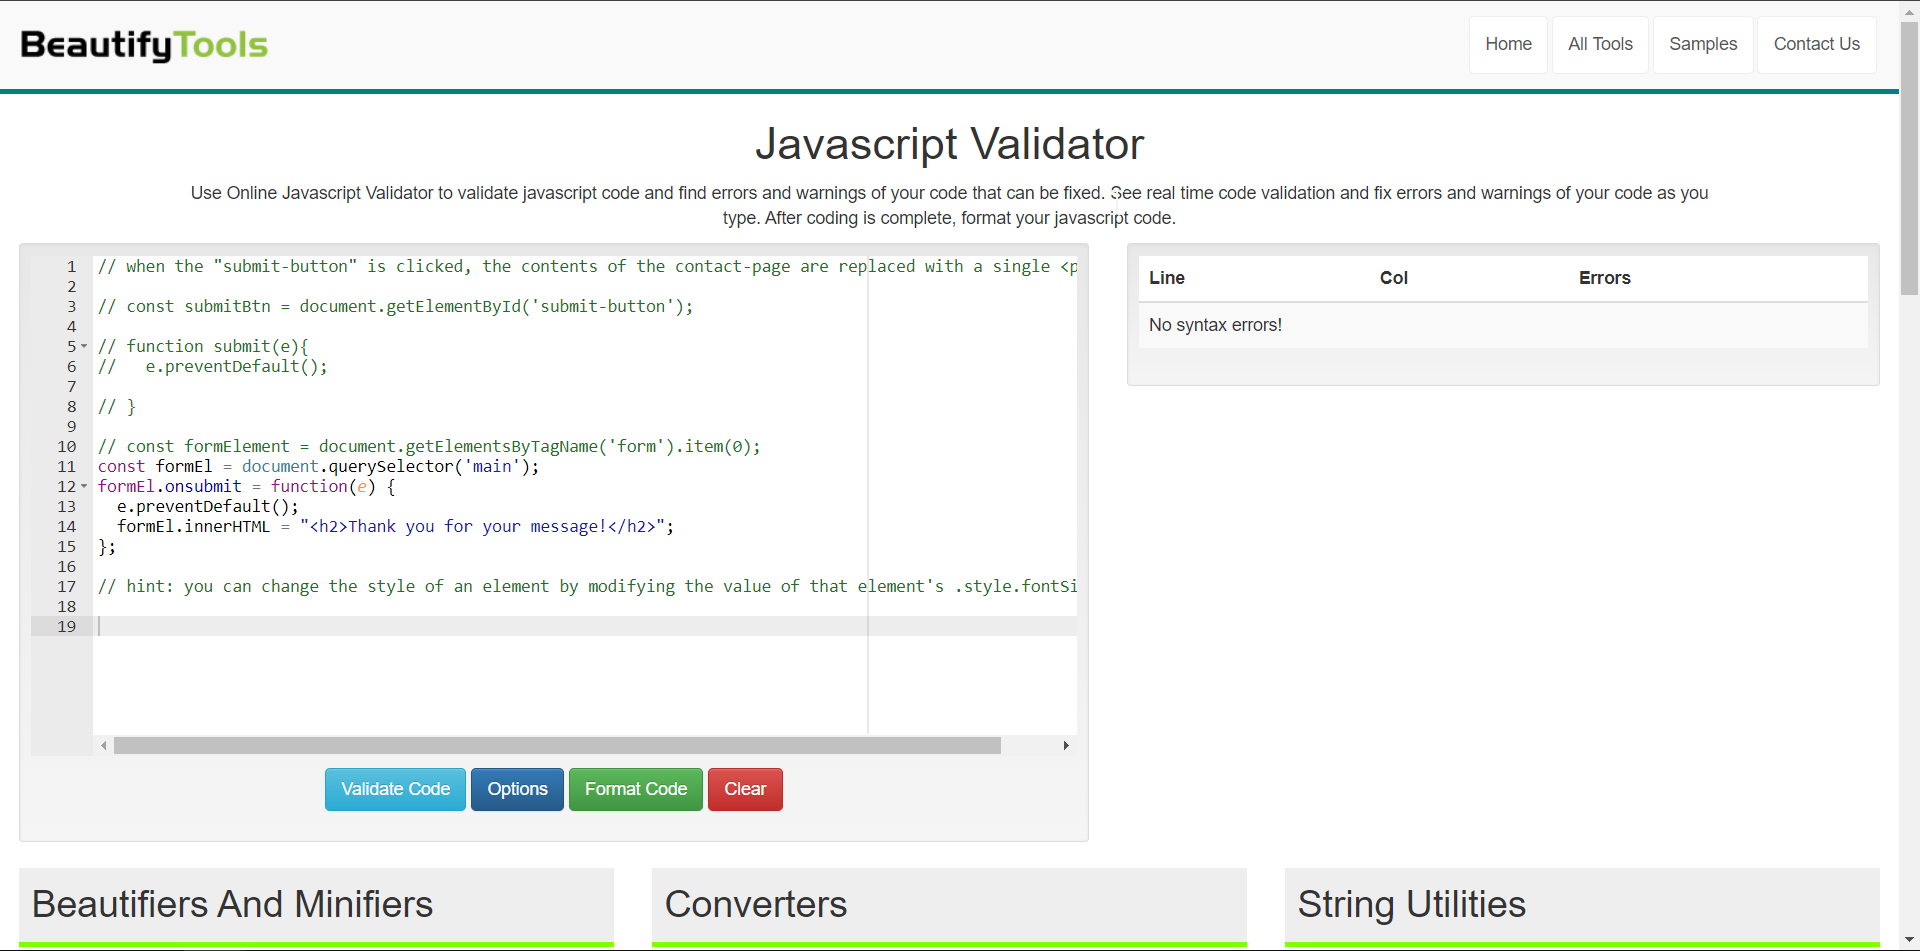 BeautifyTools
Home
All Tools
Samples
Contact Us
Javascript Validator
Use Online Javascript Validator to validate javascript code and find errors and warnings of your code that can be fixed. See real time code validation and fix errors and warnings of your code as you
type. After coding is complete, format your javascript code.
1 // when the "submit-button" is clicked, the contents of the contact-page are replaced with a single <p
2
3 // const submitBtn = document.getElementById('submit-button');
4
5 // function submit(e){
6 //   e.preventDefault();
7
8 // }
9
10 // const formElement = document.getElementsByTagName('form').item(0);
11 const formEl = document.querySelector('main');
12 formEl.onsubmit = function(e) {
13   e.preventDefault();
14   formEl.innerHTML = "<h2>Thank you for your message!</h2>";
15 };
16
17 // hint: you can change the style of an element by modifying the value of that element's .style.fontSi
18
19
Validate Code
Options
Format Code
Clear
Line Col Errors
No syntax errors!
Beautifiers And Minifiers
Converters
String Utilities